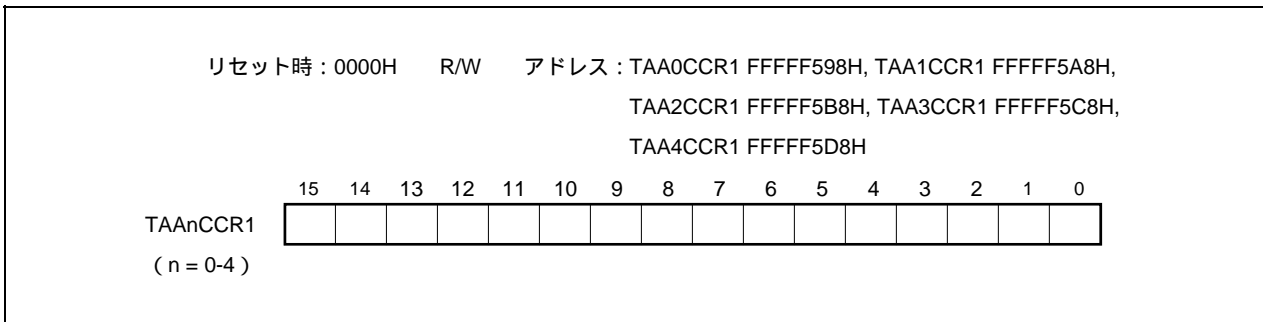 リセット時：0000H R/W アドレス：TAA0CCR1 FFFFF598H, TAA1CCR1 FFFFF5A8H,
TAA2CCR1 FFFFF5B8H, TAA3CCR1 FFFFF5C8H,
TAA4CCR1 FFFFF5D8H
15 14 13 12 11 10 9 8 7 6 5 4 3 2 1 0
TAAnCCR1
（n = 0-4）